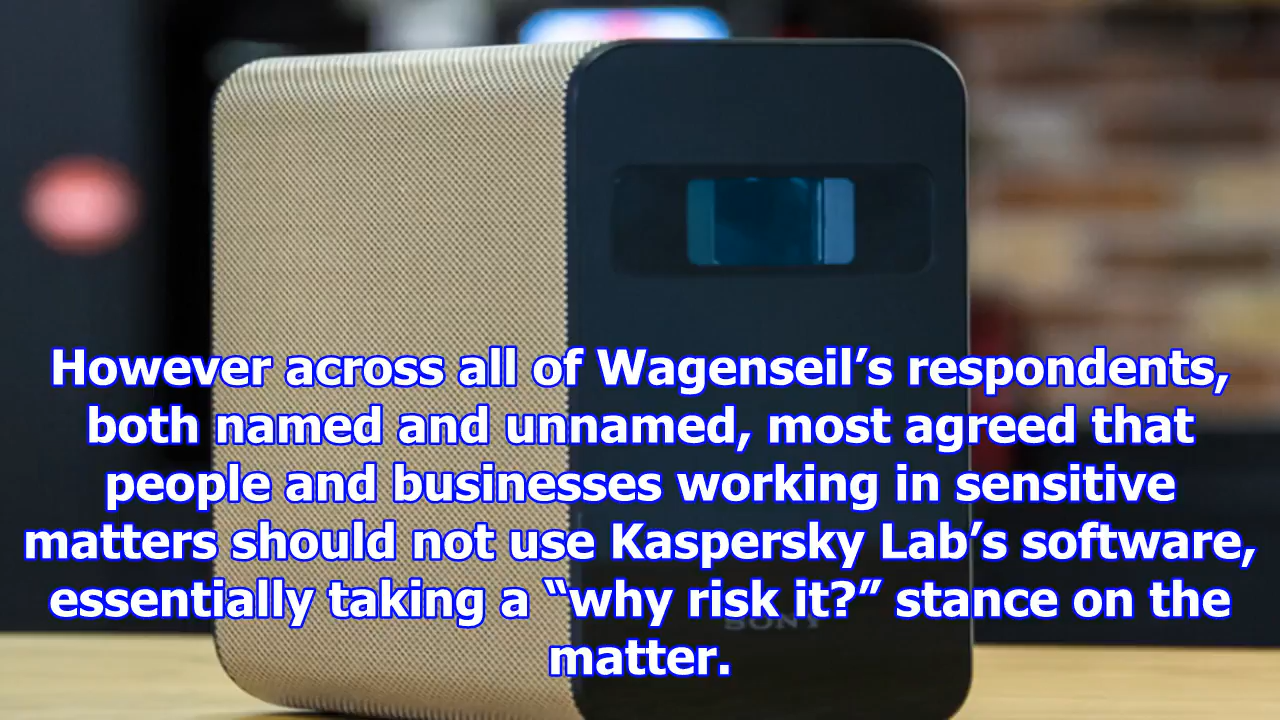 However across all of Wagenseil’s respondents,
both named and unnamed, most agreed that
people and businesses working in sensitive
matters should not use Kaspersky Lab’s software,
essentially taking a “why risk it?” stance on the
SONY
matter.